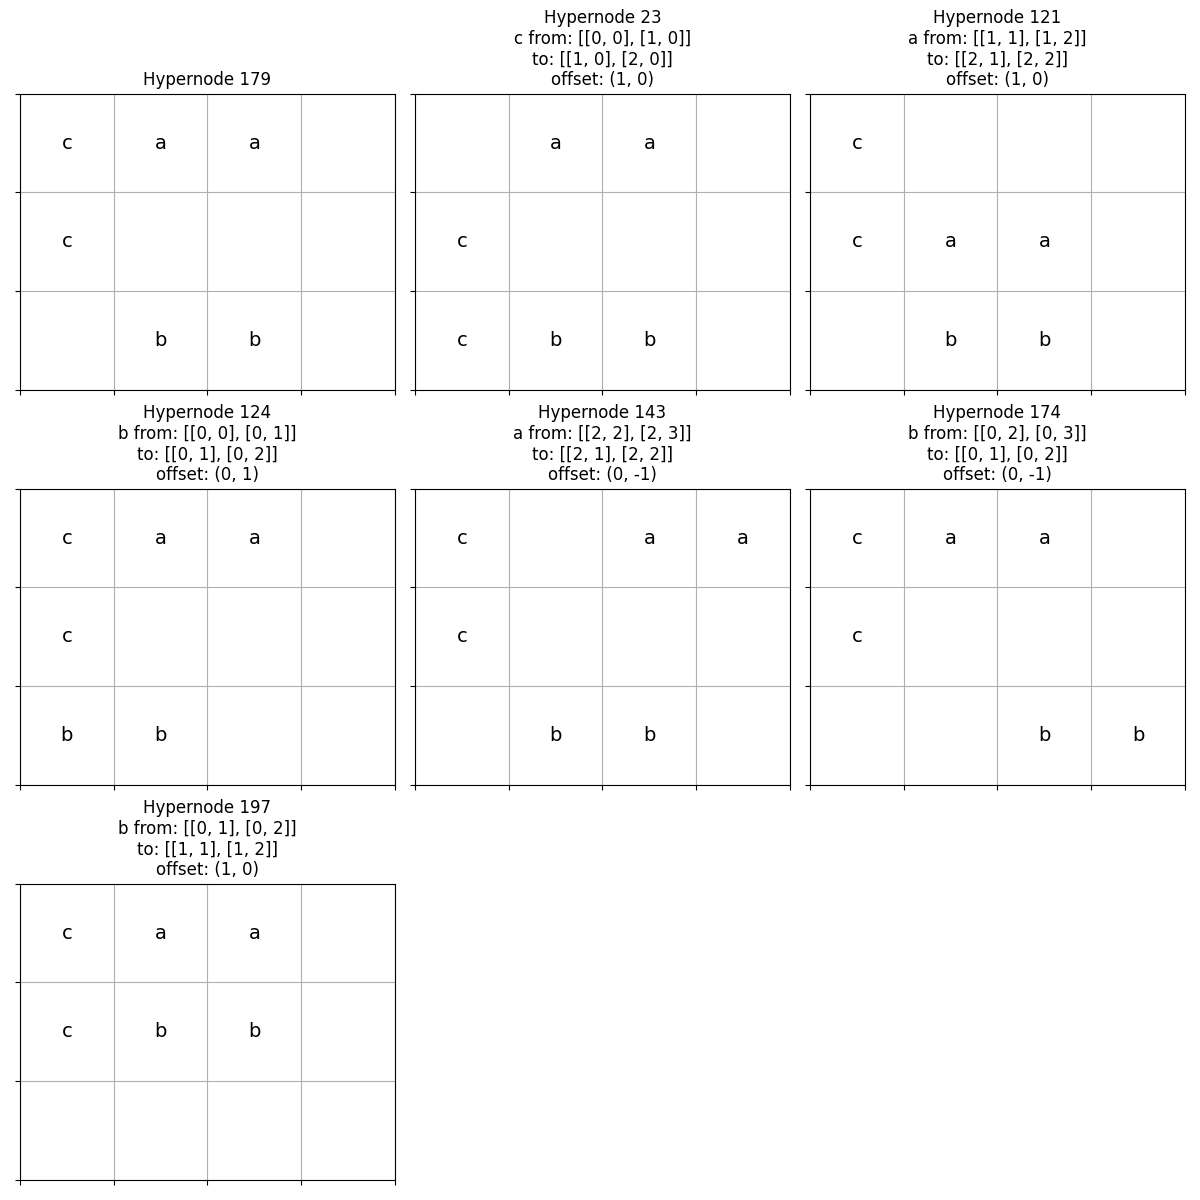 Hypernode 179
c a a
c
b b
Hypernode 23
c from: [[0, 0], [1, 0]]
to: [[1, 0], [2, 0]]
offset: (1, 0)
a a
c
c b b
Hypernode 121
a from: [[1, 1], [1, 2]]
to: [[2, 1], [2, 2]]
offset: (1, 0)
c
c a a
b b
Hypernode 124
b from: [[0, 0], [0, 1]]
to: [[0, 1], [0, 2]]
offset: (0, 1)
c a a
c
b b
Hypernode 143
a from: [[2, 2], [2, 3]]
to: [[2, 1], [2, 2]]
offset: (0, -1)
c a a
c
b b
Hypernode 174
b from: [[0, 2], [0, 3]]
to: [[0, 1], [0, 2]]
offset: (0, -1)
c a a
c
b b
Hypernode 197
b from: [[0, 1], [0, 2]]
to: [[1, 1], [1, 2]]
offset: (1, 0)
c a a
c b b